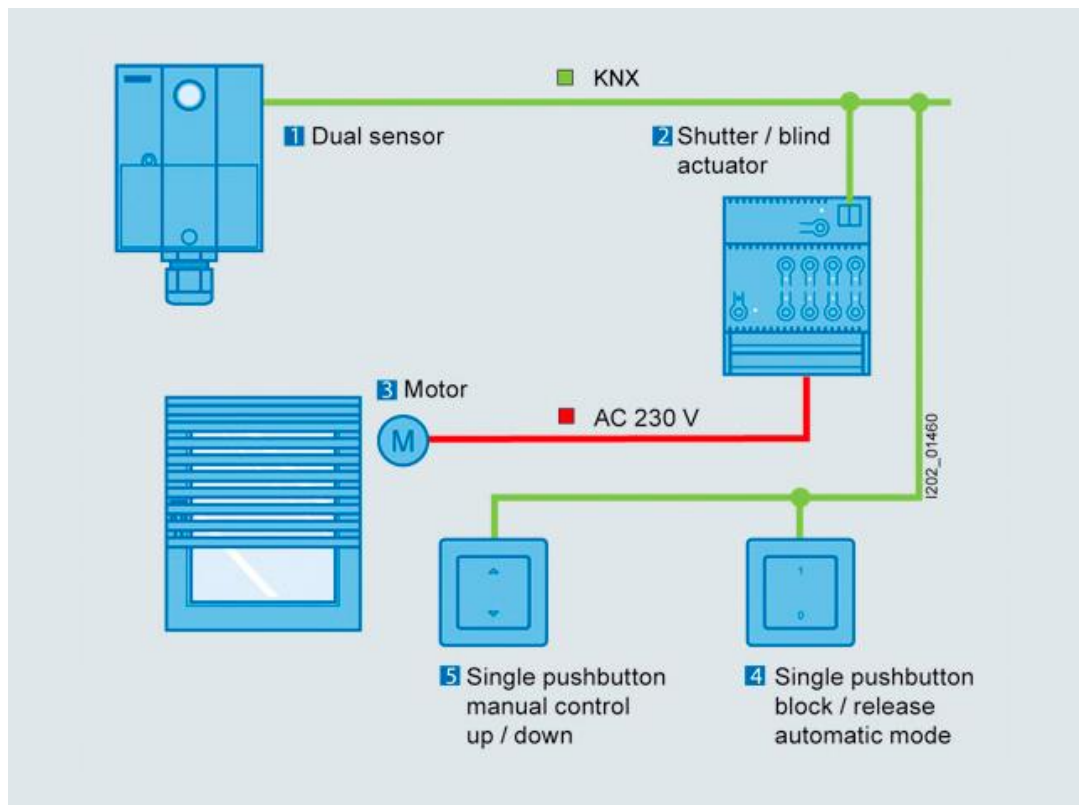 KNX
1 Dual sensor
2 Shutter / blind
actuator
3 Motor
AC 230 V
M
I202_01460
1
0
5 Single pushbutton
manual control
up / down
4 Single pushbutton
block / release
automatic mode